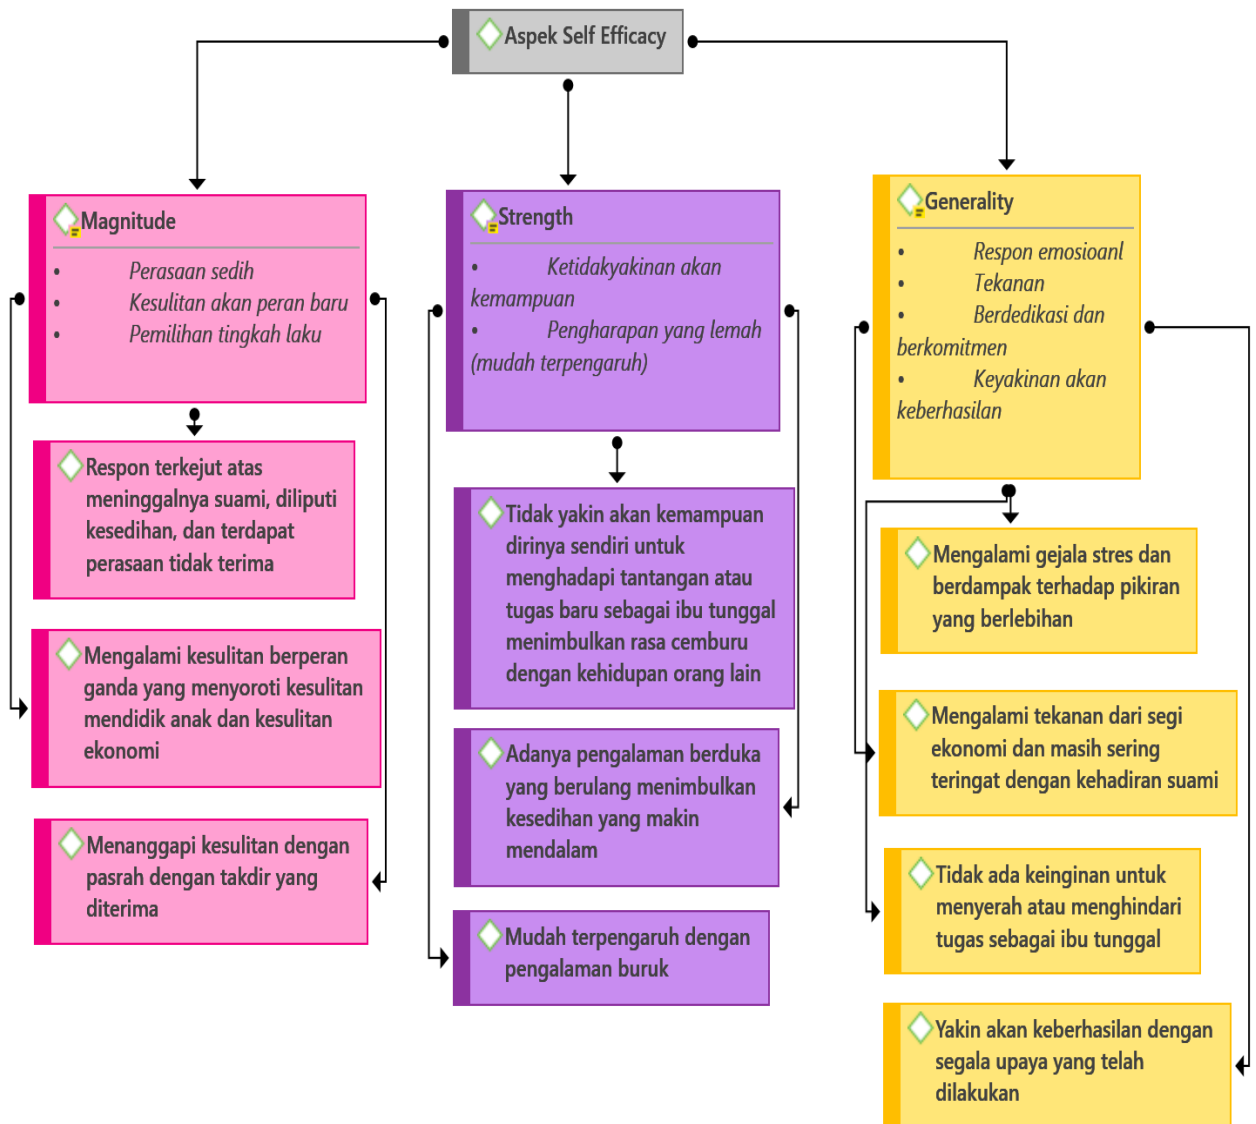 Aspek Self Efficacy
Magnitude
• Perasaan sedih
• Kesulitan akan peran baru
• Pemilihan tingkah laku
Respon terkejut atas
meninggalnya suami, diliputi
kesedihan, dan terdapat
perasaan tidak terima
Mengalami kesulitan berperan
ganda yang menyoroti kesulitan
mendidik anak dan kesulitan
ekonomi
Menanggapi kesulitan dengan
pasrah dengan takdir yang
diterima
Strength
• Ketidakyakinan akan
kemampuan
• Pengharapan yang lemah
(mudah terpengaruh)
Tidak yakin akan kemampuan
dirinya sendiri untuk
menghadapi tantangan atau
tugas baru sebagai ibu tunggal
menimbulkan rasa cemburu
dengan kehidupan orang lain
Adanya pengalaman berduka
yang berulang menimbulkan
kesedihan yang makin
mendalam
Mudah terpengaruh dengan
pengalaman buruk
Generality
• Respon emosioanl
• Tekanan
• Berdedikasi dan
berkomitmen
• Keyakinan akan
keberhasilan
Mengalami gejala stres dan
berdampak terhadap pikiran
yang berlebihan
Mengalami tekanan dari segi
ekonomi dan masih sering
teringat dengan kehadiran suami
Tidak ada keinginan untuk
menyerah atau menghindari
tugas sebagai ibu tunggal
Yakin akan keberhasilan dengan
segala upaya yang telah
dilakukan